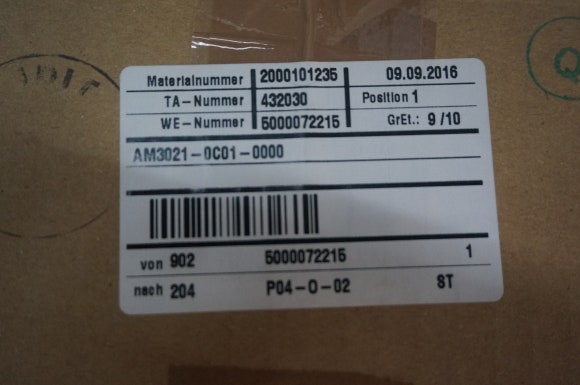 Materialnummer 2000101235 09.09.2016
TA-Nummer 432030 Position 1
WE-Nummer 5000072215 GrEt.: 9/10
AM3021-0C01-0000
von 902 5000072215 1
nach 204 P04-O-02 ST
Q